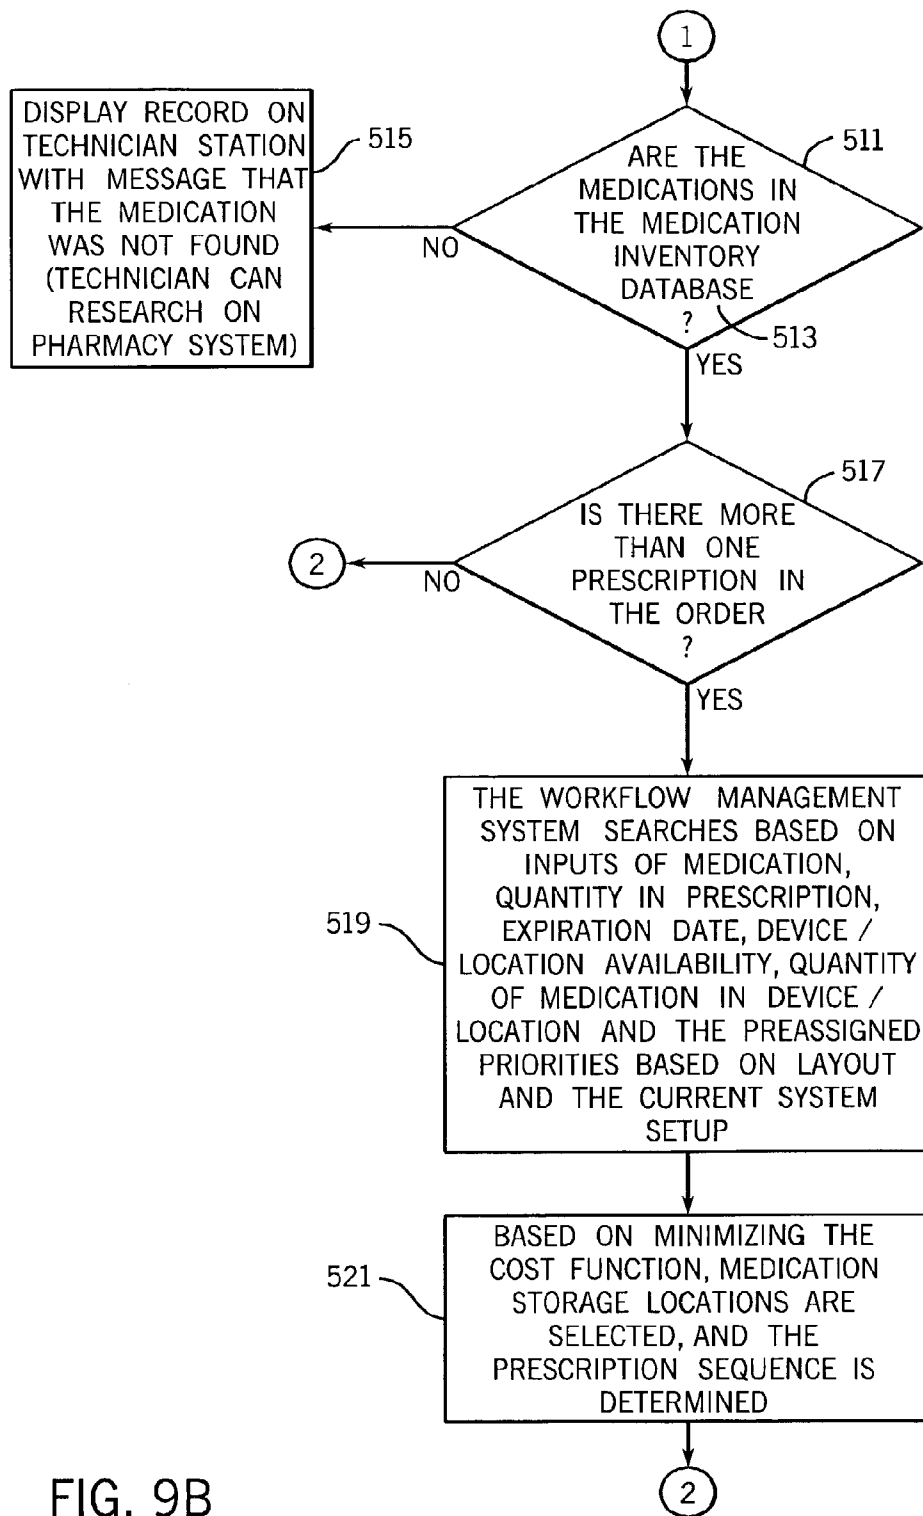 1
DISPLAY RECORD ON
TECHNICIAN STATION
WITH MESSAGE THAT
THE MEDICATION
WAS NOT FOUND
(TECHNICIAN CAN
RESEARCH ON
PHARMACY SYSTEM)
515
NO
ARE THE
MEDICATIONS IN
THE MEDICATION
INVENTORY
DATABASE
?
511
513
YES
517
IS THERE MORE
THAN ONE
PRESCRIPTION IN
THE ORDER
?
2
NO
YES
THE WORKFLOW MANAGEMENT
SYSTEM SEARCHES BASED ON
INPUTS OF MEDICATION,
QUANTITY IN PRESCRIPTION,
EXPIRATION DATE, DEVICE /
LOCATION AVAILABILITY, QUANTITY
OF MEDICATION IN DEVICE /
LOCATION AND THE PREASSIGNED
PRIORITIES BASED ON LAYOUT
AND THE CURRENT SYSTEM
SETUP
519
BASED ON MINIMIZING THE
COST FUNCTION, MEDICATION
STORAGE LOCATIONS ARE
SELECTED, AND THE
PRESCRIPTION SEQUENCE IS
DETERMINED
521
2
FIG. 9B